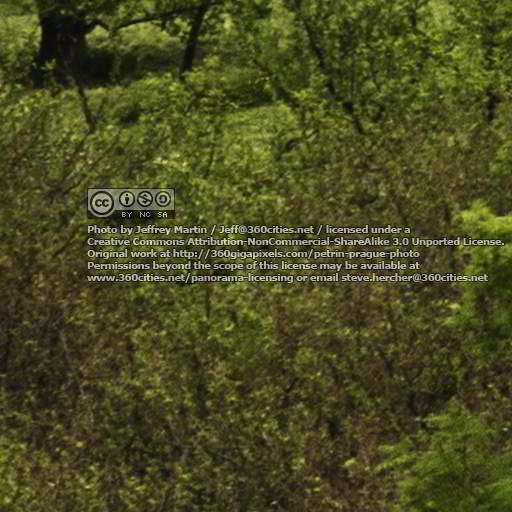 cc
BY NC SA
Photo by Jeffrey Martin / Jeff@360cities.net / licensed under a
Creative Commons Attribution-NonCommercial-ShareAlike 3.0 Unported License.
Original work at http://360gigapixels.com/petrin-prague-photo
Permissions beyond the scope of this license may be available at
www.360cities.net/panorama-licensing or email steve.hercher@360cities.net